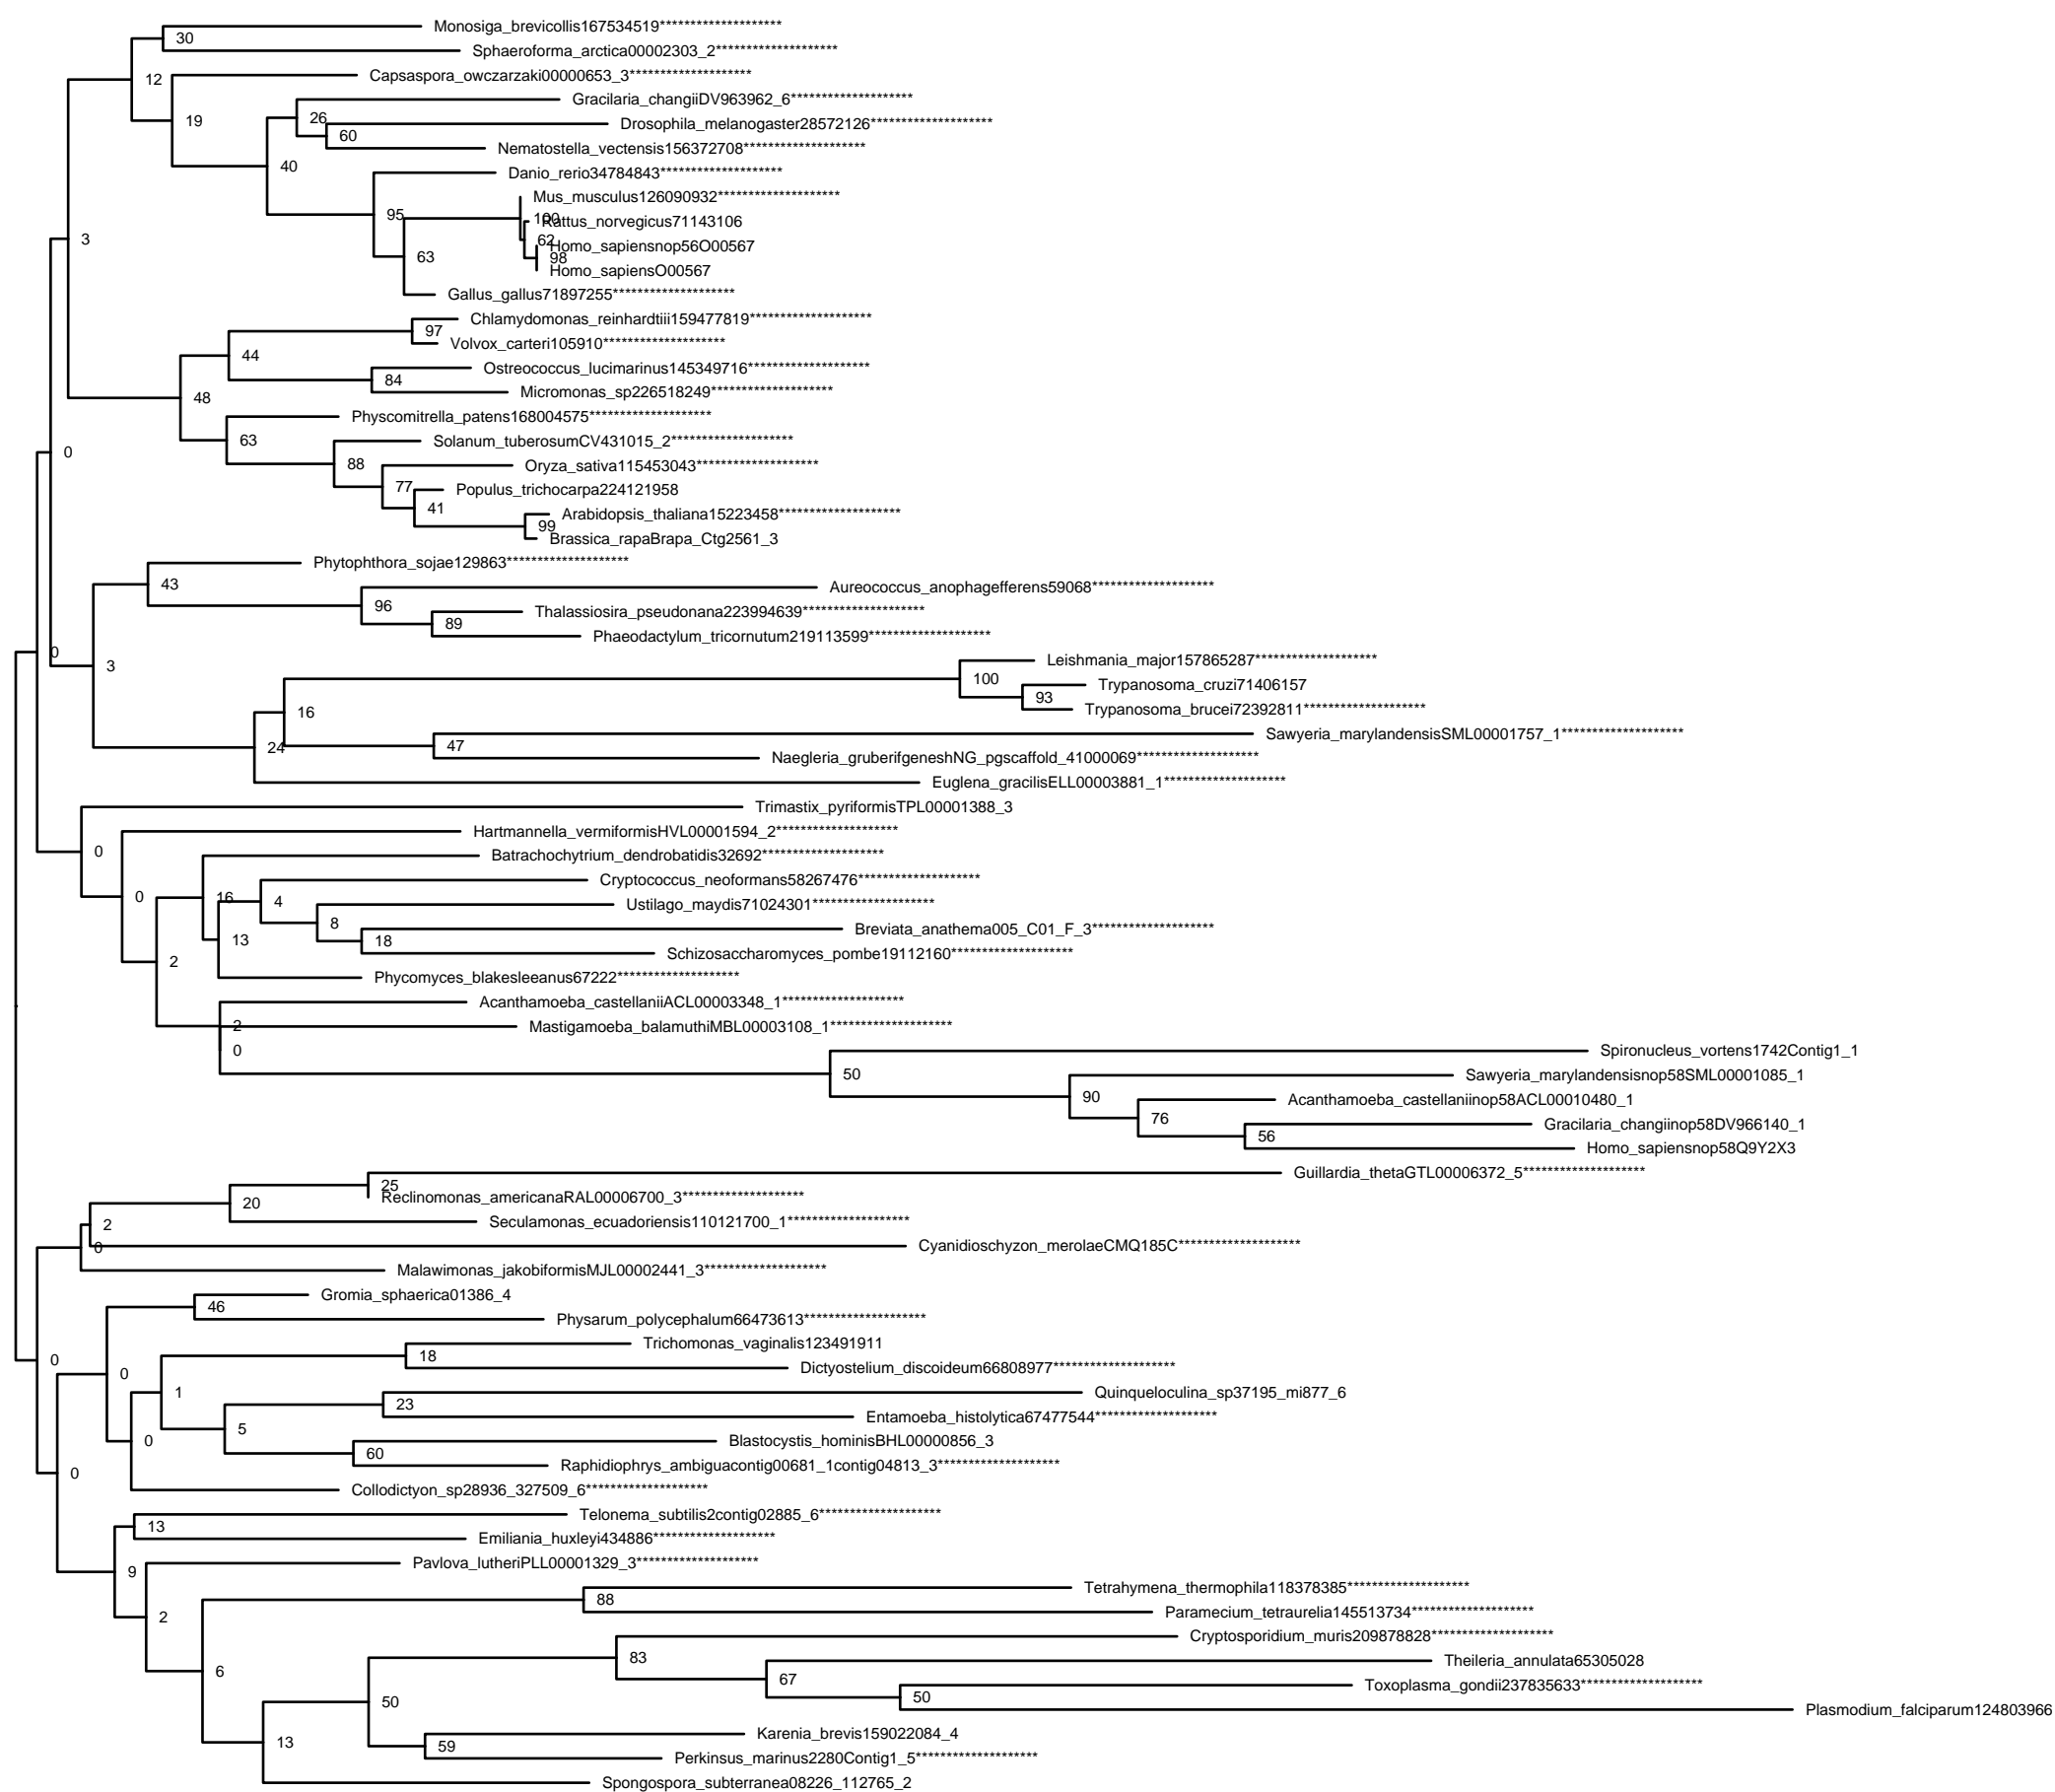 Monosiga_brevicollis167534519********************
30
Sphaeroforma_arctica00002303_2********************
12
Capsaspora_owczarzaki00000653_3********************
Gracilaria_changiiDV963962_6********************
26
19
Drosophila_melanogaster28572126********************
60
Nematostella_vectensis156372708********************
40
Danio_rerio34784843********************
Mus_musculus126090932********************
95
100
Rattus_norvegicus71143106
3
62
Homo_sapiensnop56O00567
63
98
Homo_sapiensO00567
Gallus_gallus71897255********************
Chlamydomonas_reinhardtiii159477819********************
97
Volvox_carteri105910********************
44
Ostreococcus_lucimarinus145349716********************
84
Micromonas_sp226518249********************
48
Physcomitrella_patens168004575********************
63
Solanum_tuberosumCV431015_2********************
0
88
Oryza_sativa115453043********************
77
Populus_trichocarpa224121958
41
Arabidopsis_thaliana15223458********************
99
Brassica_rapaBrapa_Ctg2561_3
Phytophthora_sojae129863********************
43
Aureococcus_anophagefferens59068********************
96
Thalassiosira_pseudonana223994639********************
89
Phaeodactylum_tricornutum219113599********************
0
Leishmania_major157865287********************
3
100
Trypanosoma_cruzi71406157
93
Trypanosoma_brucei72392811********************
16
Sawyeria_marylandensisSML00001757_1********************
24
47
Naegleria_gruberifgeneshNG_pgscaffold_41000069********************
Euglena_gracilisELL00003881_1********************
Trimastix_pyriformisTPL00001388_3
Hartmannella_vermiformisHVL00001594_2********************
0
Batrachochytrium_dendrobatidis32692********************
Cryptococcus_neoformans58267476********************
0
16
4
Ustilago_maydis71024301********************
8
Breviata_anathema005_C01_F_3********************
13
18
Schizosaccharomyces_pombe19112160********************
2
Phycomyces_blakesleeanus67222********************
Acanthamoeba_castellaniiACL00003348_1********************
2
Mastigamoeba_balamuthiMBL00003108_1********************
0
Spironucleus_vortens1742Contig1_1
50
Sawyeria_marylandensisnop58SML00001085_1
90
Acanthamoeba_castellaniinop58ACL00010480_1
76
Gracilaria_changiinop58DV966140_1
56
Homo_sapiensnop58Q9Y2X3
Guillardia_thetaGTL00006372_5********************
25
Reclinomonas_americanaRAL00006700_3********************
20
Seculamonas_ecuadoriensis110121700_1********************
2
0
Cyanidioschyzon_merolaeCMQ185C********************
Malawimonas_jakobiformisMJL00002441_3********************
Gromia_sphaerica01386_4
46
Physarum_polycephalum66473613********************
Trichomonas_vaginalis123491911
0
18
Dictyostelium_discoideum66808977********************
0
1
Quinqueloculina_sp37195_mi877_6
23
Entamoeba_histolytica67477544********************
5
0
Blastocystis_hominisBHL00000856_3
60
Raphidiophrys_ambiguacontig00681_1contig04813_3********************
0
Collodictyon_sp28936_327509_6********************
Telonema_subtilis2contig02885_6********************
13
Emiliania_huxleyi434886********************
Pavlova_lutheriPLL00001329_3********************
9
Tetrahymena_thermophila118378385********************
88
Paramecium_tetraurelia145513734********************
2
Cryptosporidium_muris209878828********************
83
Theileria_annulata65305028
6
67
Toxoplasma_gondii237835633********************
50
50
Plasmodium_falciparum124803966
Karenia_brevis159022084_4
13
59
Perkinsus_marinus2280Contig1_5********************
Spongospora_subterranea08226_112765_2